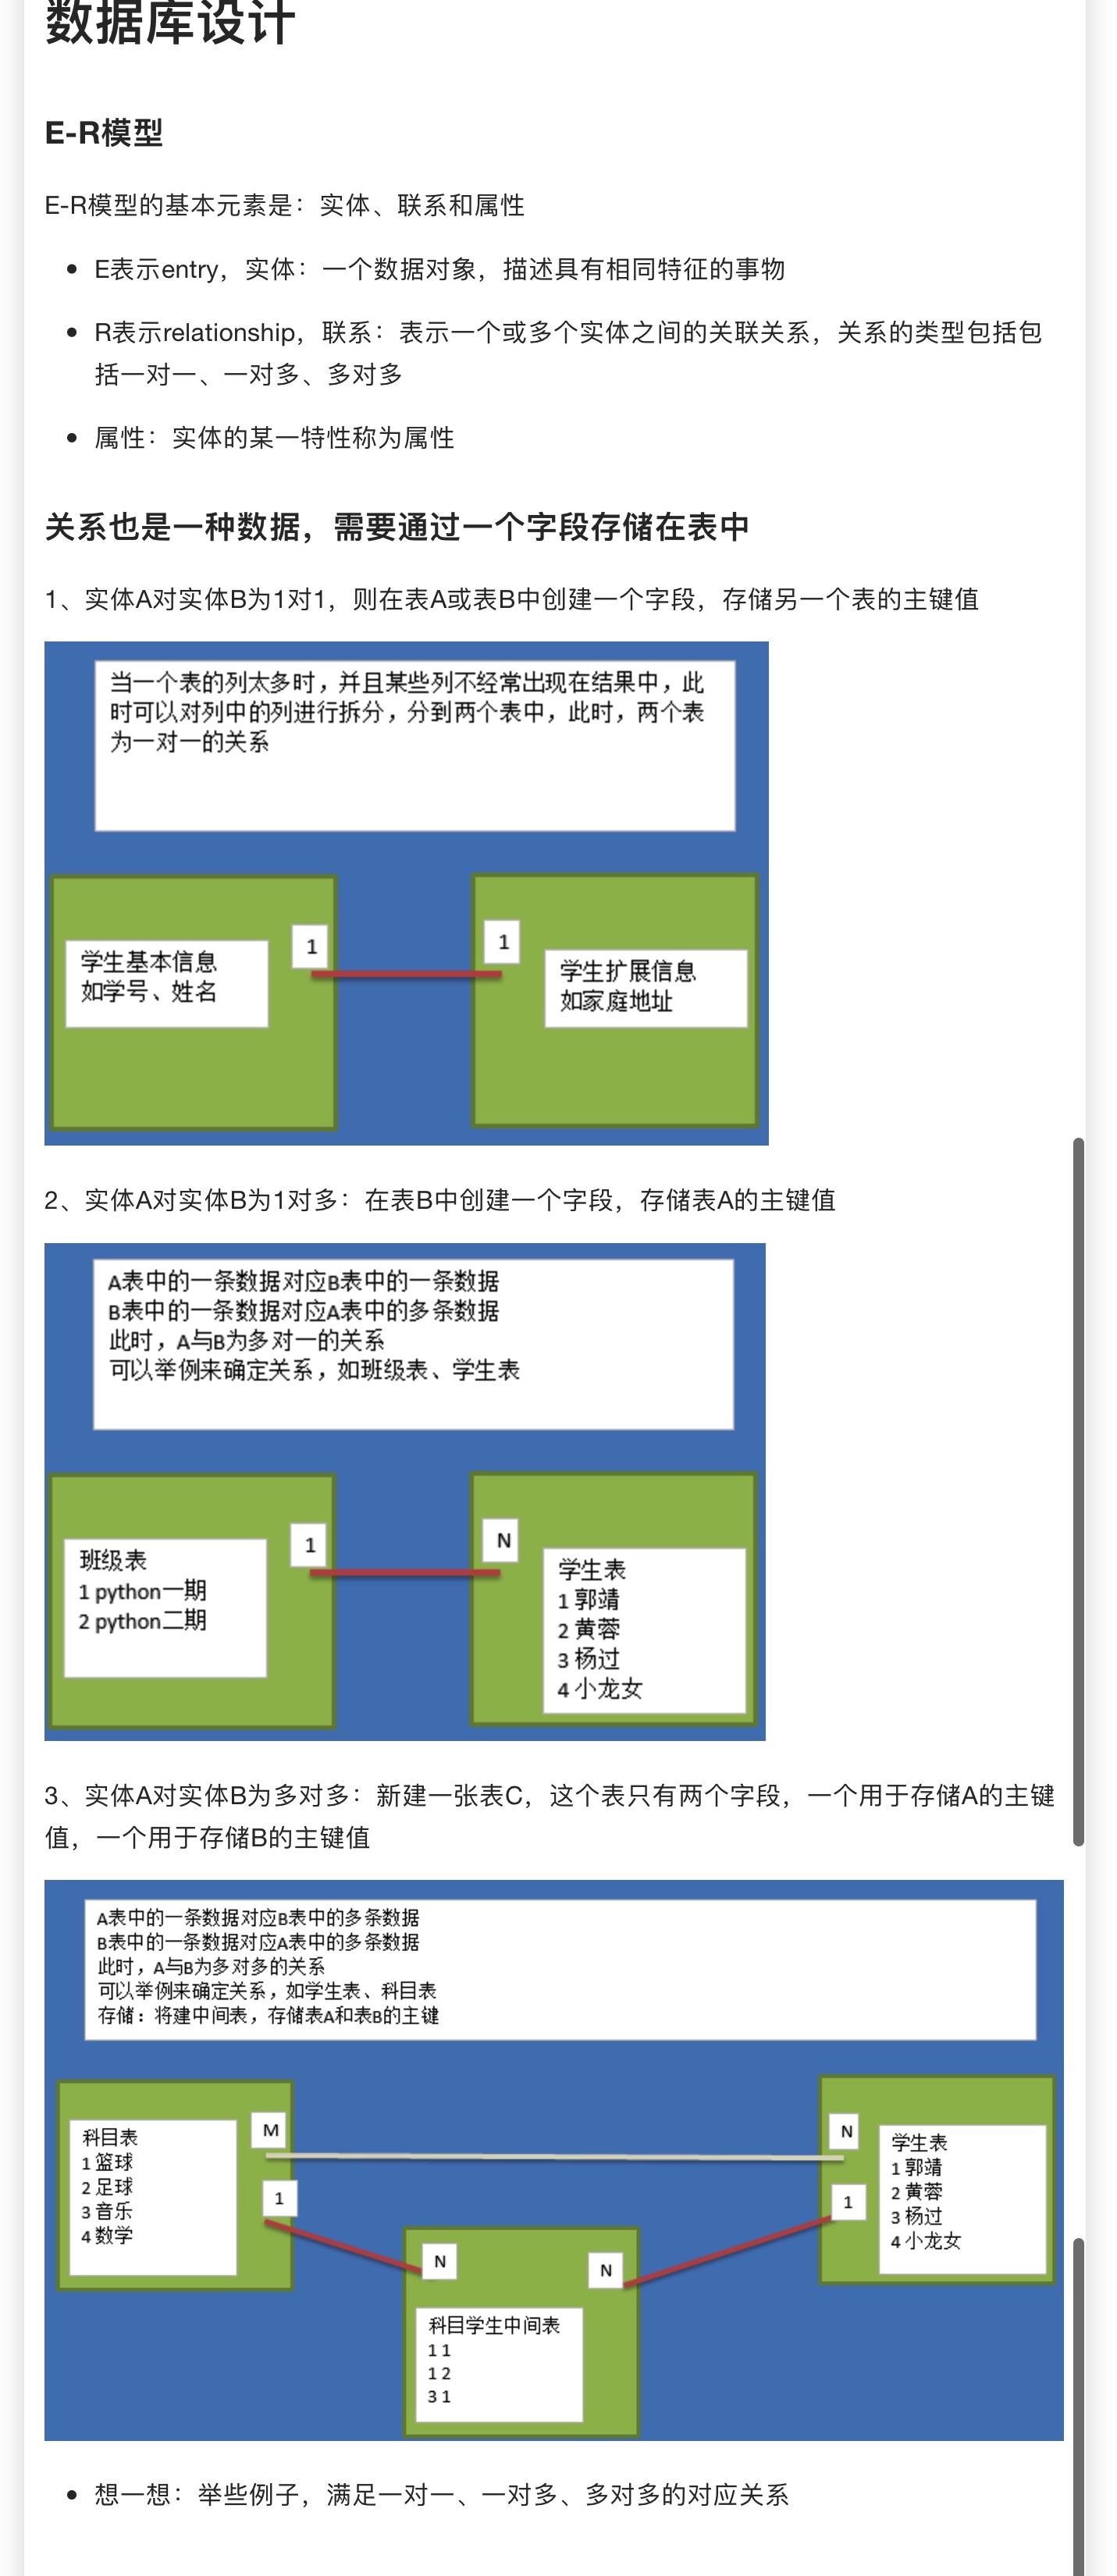 数据库设计
E-R模型
E-R模型的基本元素是：实体、联系和属性
E表示entry，实体：一个数据对象，描述具有相同特征的事物
R表示relationship，联系：表示一个或多个实体之间的关联关系，关系的类型包括包
括一对一、一对多、多对多
属性：实体的某一特性称为属性
关系也是一种数据，需要通过一个字段存储在表中
1、实体A对实体B为1对1，则在表A或表B中创建一个字段，存储另一个表的主键值
当一个表的列太多时，并且某些列不经常出现在结果中，此
时可以对列中的列进行拆分，分到两个表中，此时，两个表
为一对一的关系
1
1
学生基本信息
如学号、姓名
学生扩展信息
如家庭地址
2、实体A对实体B为1对多：在表B中创建一个字段，存储表A的主键值
A表中的一条数据对应B表中的一条数据
B表中的一条数据对应A表中的多条数据
此时，A与B为多对一的关系
可以举例来确定关系，如班级表、学生表
1
N
班级表
1 python一期
2 python二期
学生表
1 郭靖
2 黄蓉
3 杨过
4 小龙女
3、实体A对实体B为多对多：新建一张表C，这个表只有两个字段，一个用于存储A的主键
值，一个用于存储B的主键值
A表中的一条数据对应B表中的多条数据
B表中的一条数据对应A表中的多条数据
此时，A与B为多对多的关系
可以举例来确定关系，如学生表、科目表
存储：将建中间表，存储表A和表B的主键
科目表
1 篮球
2 足球
3 音乐
4 数学
M
1
N
1
学生表
1 郭靖
2 黄蓉
3 杨过
4 小龙女
N
N
科目学生中间表
1 1
1 2
3 1
想一想：举些例子，满足一对一、一对多、多对多的对应关系